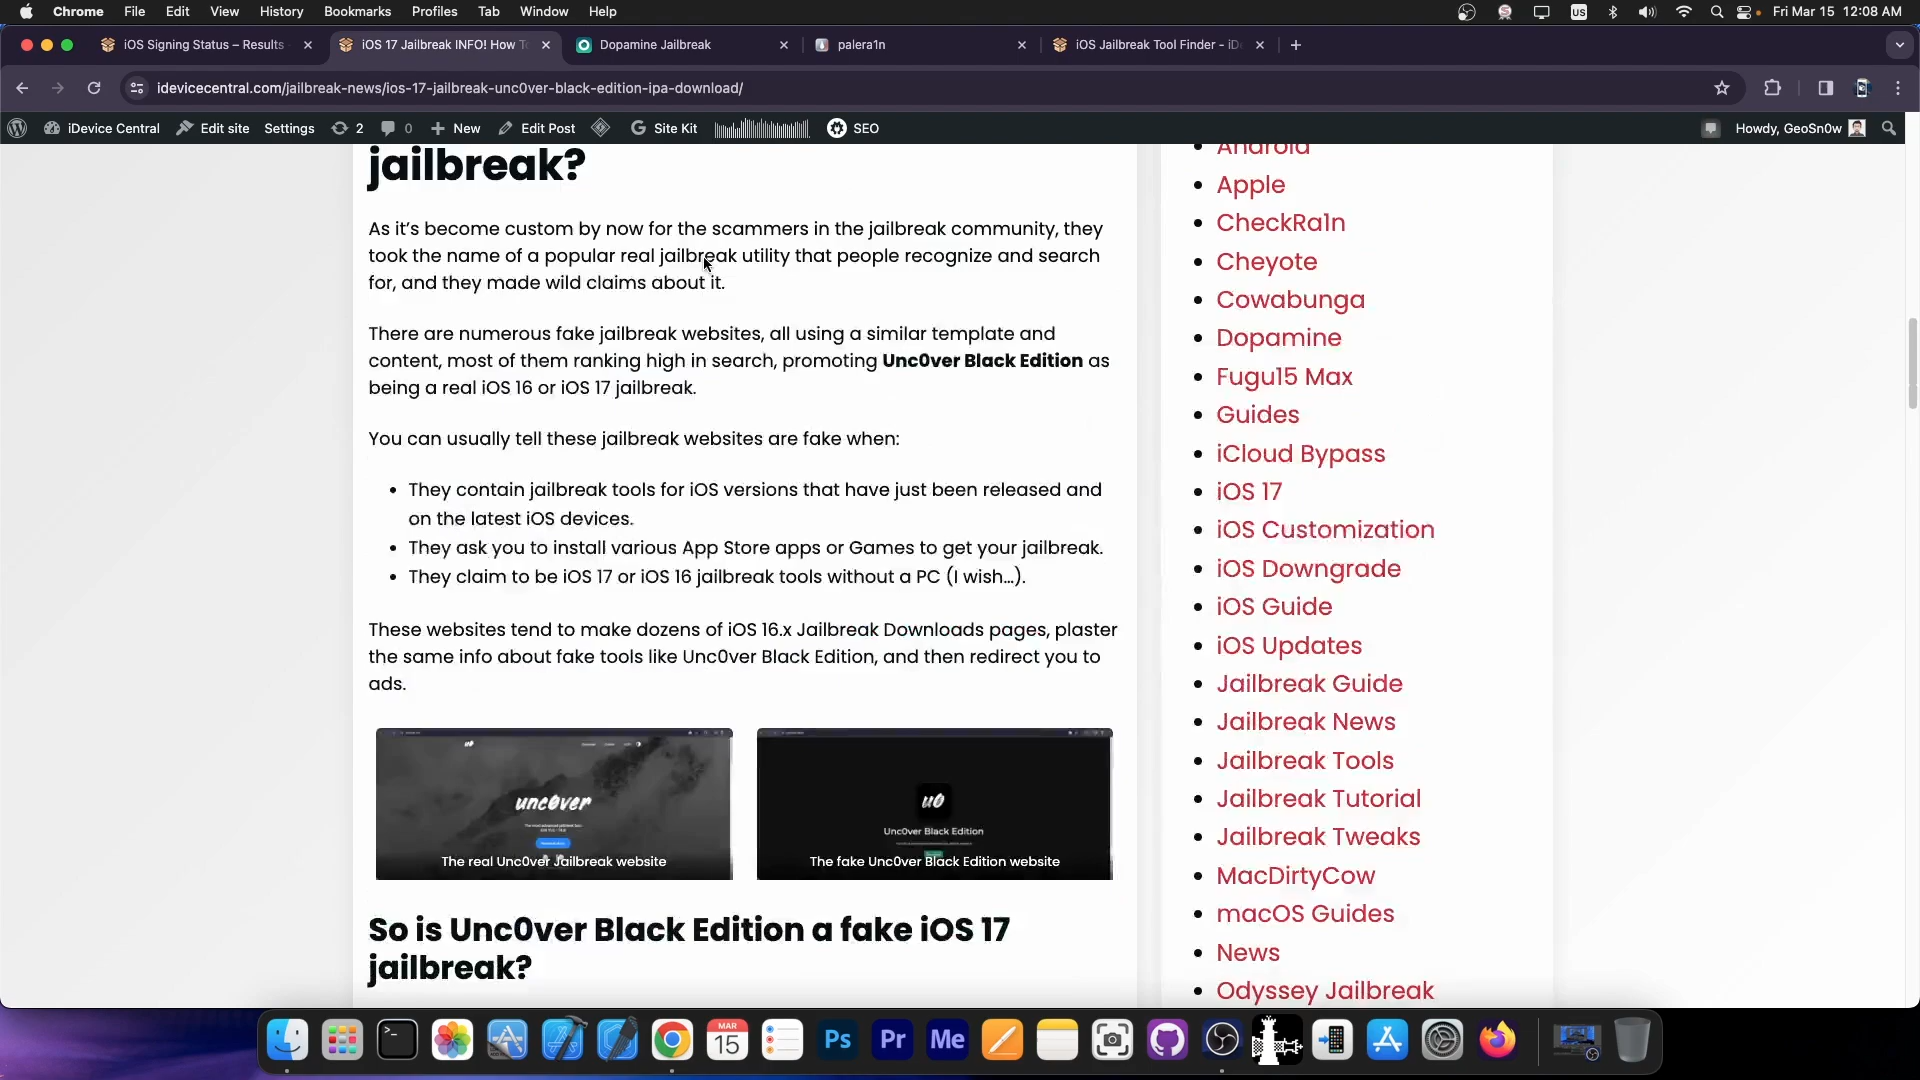 Chrome File Edit View History Bookmarks Profiles Tab Window Help US Fri Mar 15 12:08 AM
iOS Signing Status – Results iOS 17 Jailbreak INFO! How T Dopamine Jailbreak palera1n iOS Jailbreak Tool Finder - iD
idevicecentral.com/jailbreak-news/ios-17-jailbreak-unc0ver-black-edition-ipa-download/
iDevice Central Edit site Settings 2 0 New Edit Post Site Kit SEO Howdy, GeoSn0w
jailbreak?
As it’s become custom by now for the scammers in the jailbreak community, they
took the name of a popular real jailbreak utility that people recognize and search
for, and they made wild claims about it.
There are numerous fake jailbreak websites, all using a similar template and
content, most of them ranking high in search, promoting Unc0ver Black Edition as
being a real iOS 16 or iOS 17 jailbreak.
You can usually tell these jailbreak websites are fake when:
They contain jailbreak tools for iOS versions that have just been released and
on the latest iOS devices.
They ask you to install various App Store apps or Games to get your jailbreak.
They claim to be iOS 17 or iOS 16 jailbreak tools without a PC (I wish…).
These websites tend to make dozens of iOS 16.x Jailbreak Downloads pages, plaster
the same info about fake tools like Unc0ver Black Edition, and then redirect you to
ads.
unc0ver
The real Unc0ver Jailbreak website
u0
Unc0ver Black Edition
The fake Unc0ver Black Edition website
So is Unc0ver Black Edition a fake iOS 17
jailbreak?
Android
Apple
CheckRa1n
Cheyote
Cowabunga
Dopamine
Fugu15 Max
Guides
iCloud Bypass
iOS 17
iOS Customization
iOS Downgrade
iOS Guide
iOS Updates
Jailbreak Guide
Jailbreak News
Jailbreak Tools
Jailbreak Tutorial
Jailbreak Tweaks
MacDirtyCow
macOS Guides
News
Odyssey Jailbreak
MAR
15
Ps
Pr
Me